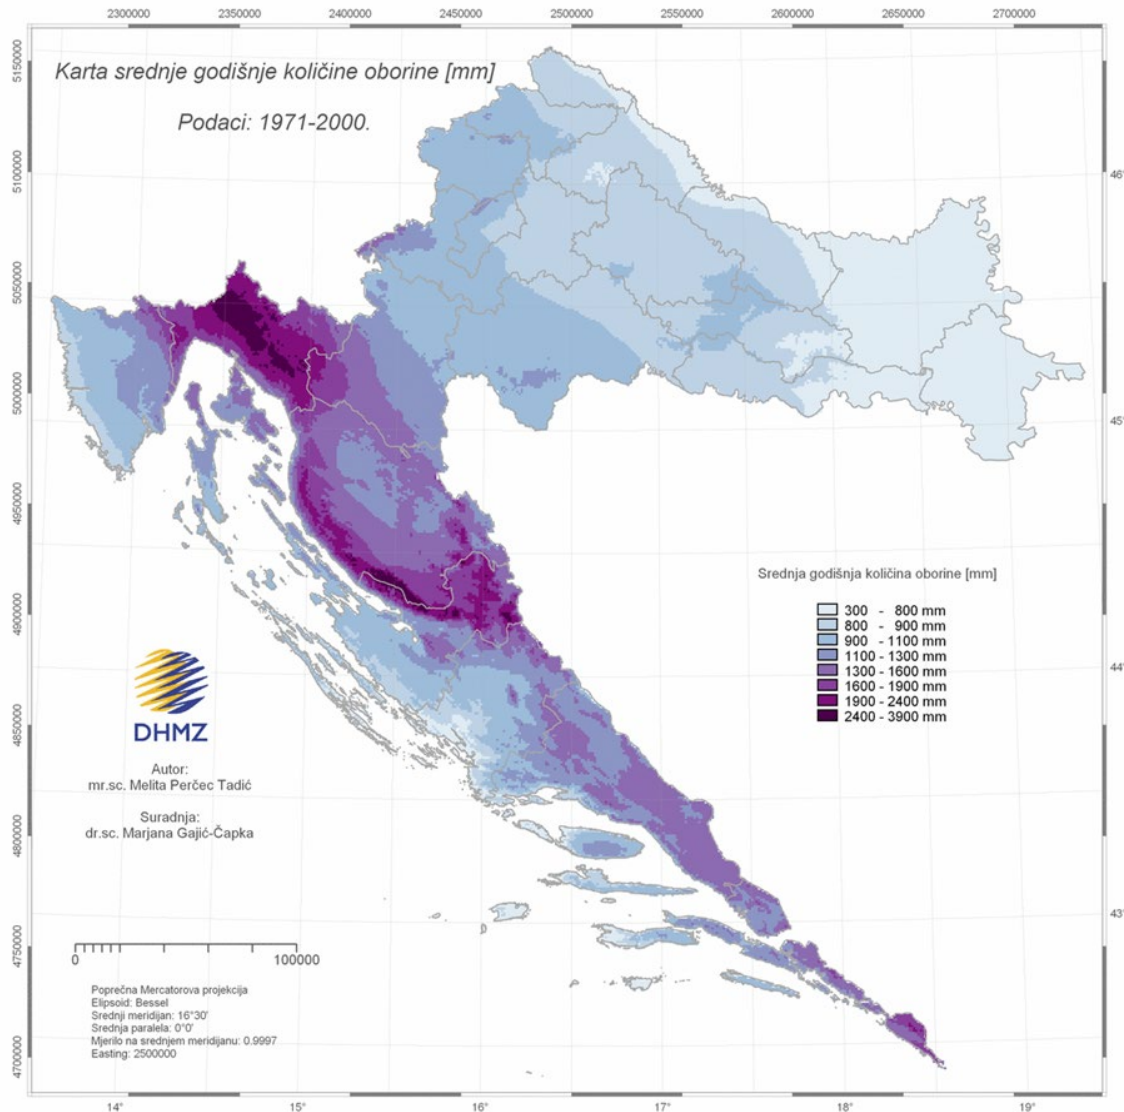 2300000 2350000 2400000 2450000 2500000 2550000 2600000 2650000 2700000
Karta srednje godišnje količine oborine [mm]
Podaci: 1971-2000.
5150000
5100000
5050000
5000000
4950000
4900000
4850000
4800000
4750000
4700000
46°
45°
44°
43°
Srednja godišnja količina oborine [mm]
300 - 800 mm
800 - 900 mm
900 - 1100 mm
1100 - 1300 mm
1300 - 1600 mm
1600 - 1900 mm
1900 - 2400 mm
2400 - 3900 mm
DHMZ
Autor:
mr.sc. Melita Perčec Tadić
Suradnja:
dr.sc. Marjana Gajić-Čapka
0 100000
Poprečna Mercatorova projekcija
Elipsoid: Bessel
Srednji meridijan: 16°30'
Srednja paralela: 0°0'
Mjerilo na srednjem meridijanu: 0.9997
Easting: 2500000
14° 15° 16° 17° 18° 19°